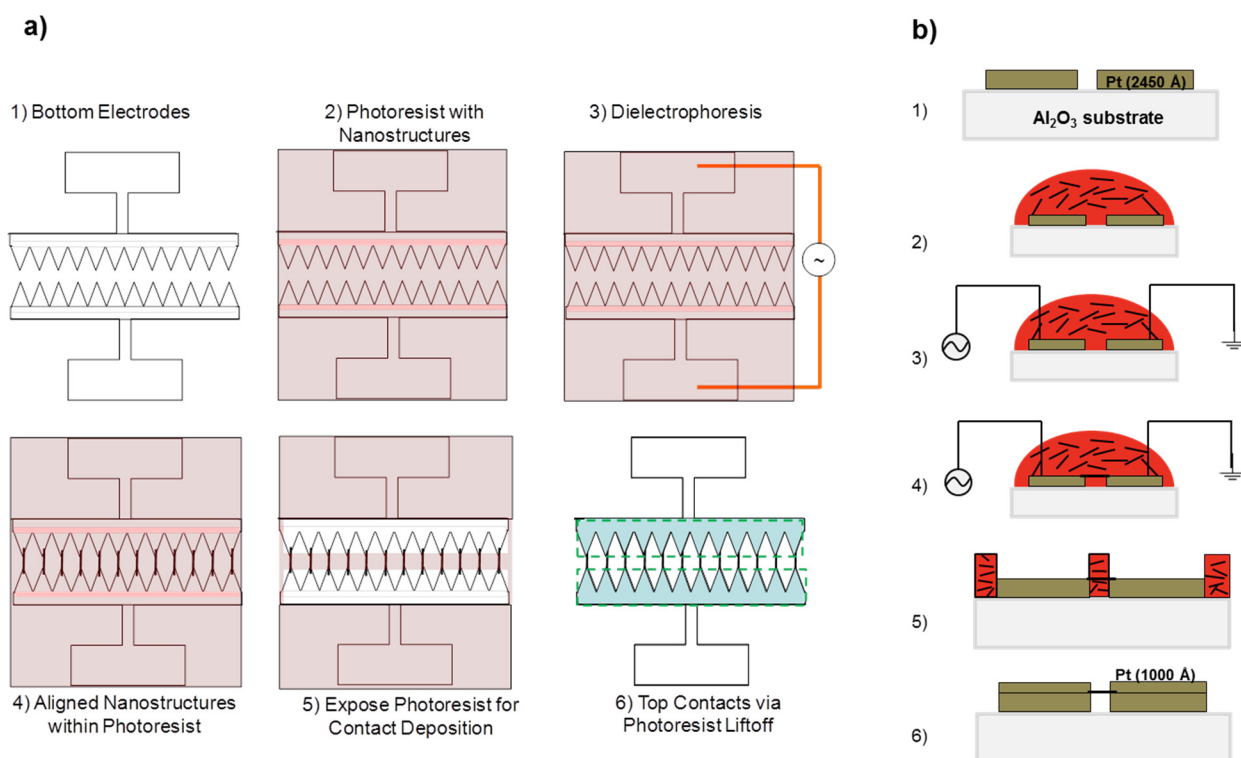 a)
1) Bottom Electrodes
2) Photoresist with
Nanostructures
3) Dielectrophoresis
~
4) Aligned Nanostructures
within Photoresist
5) Expose Photoresist for
Contact Deposition
6) Top Contacts via
Photoresist Liftoff
b)
1)
Pt (2450 Å)
Al₂O₃ substrate
2)
3)
4)
5)
6)
Pt (1000 Å)